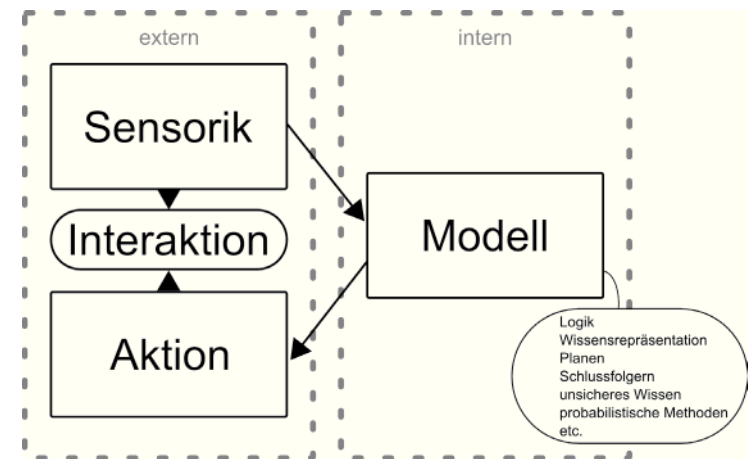 extern
intern
Sensorik
Interaktion
Aktion
Modell
Logik
Wissensrepräsentation
Planen
Schlussfolgern
unsicheres Wissen
probabilistische Methoden
etc.